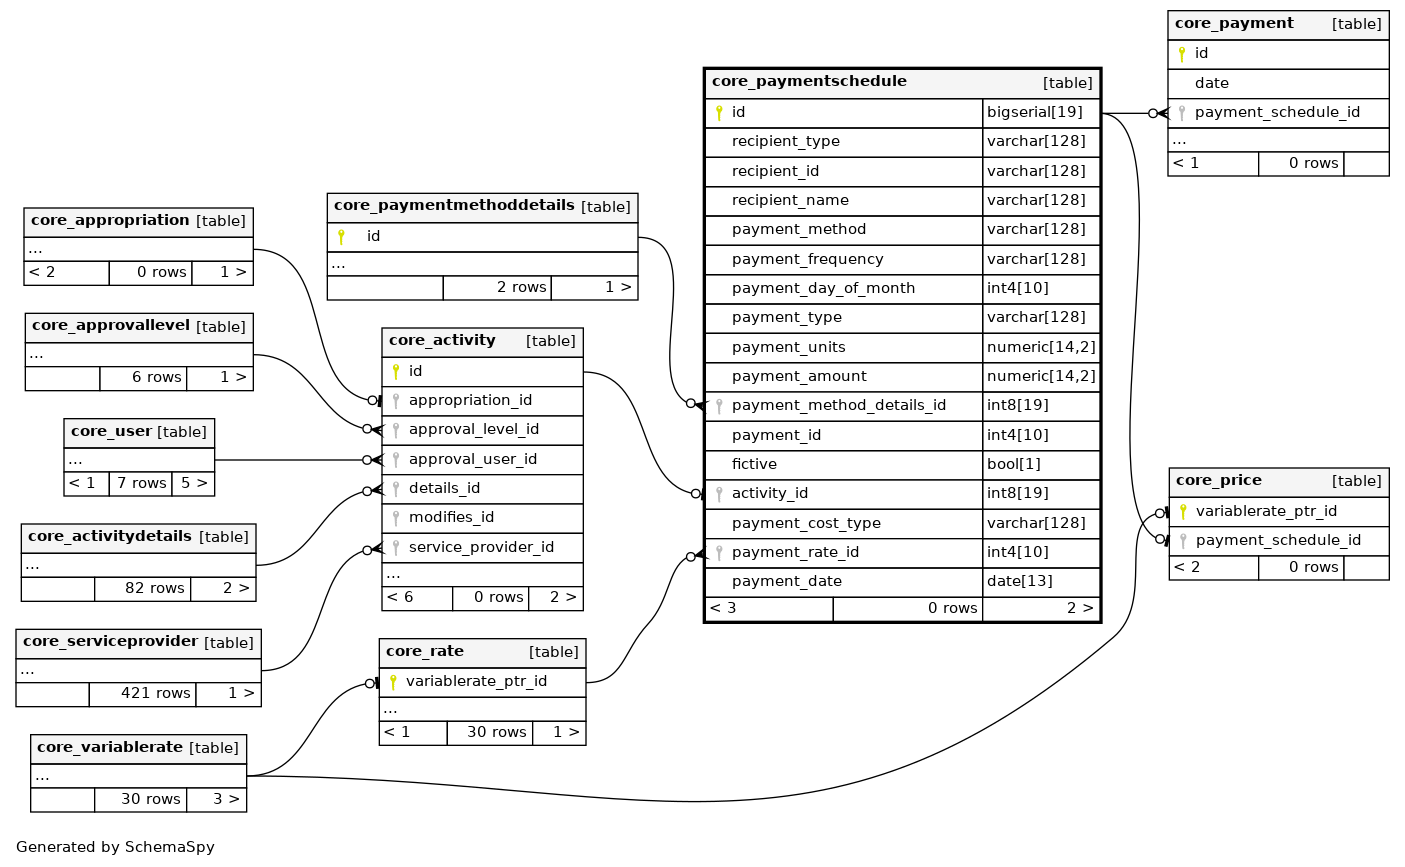 core_payment [table]
id
date
payment_schedule_id
...
< 1 0 rows
core_paymentschedule [table]
id bigserial[19]
recipient_type varchar[128]
recipient_id varchar[128]
recipient_name varchar[128]
payment_method varchar[128]
payment_frequency varchar[128]
payment_day_of_month int4[10]
payment_type varchar[128]
payment_units numeric[14,2]
payment_amount numeric[14,2]
payment_method_details_id int8[19]
payment_id int4[10]
fictive bool[1]
activity_id int8[19]
payment_cost_type varchar[128]
payment_rate_id int4[10]
payment_date date[13]
< 3 0 rows 2 >
core_paymentmethoddetails [table]
id
...
2 rows 1 >
core_appropriation [table]
...
< 2 0 rows 1 >
core_approvallevel [table]
...
6 rows 1 >
core_user [table]
...
< 1 7 rows 5 >
core_activitydetails [table]
...
82 rows 2 >
core_serviceprovider [table]
...
421 rows 1 >
core_variablerate [table]
...
30 rows 3 >
core_activity [table]
id
appropriation_id
approval_level_id
approval_user_id
details_id
modifies_id
service_provider_id
...
< 6 0 rows 2 >
core_rate [table]
variablerate_ptr_id
...
< 1 30 rows 1 >
core_price [table]
variablerate_ptr_id
payment_schedule_id
< 2 0 rows
Generated by SchemaSpy